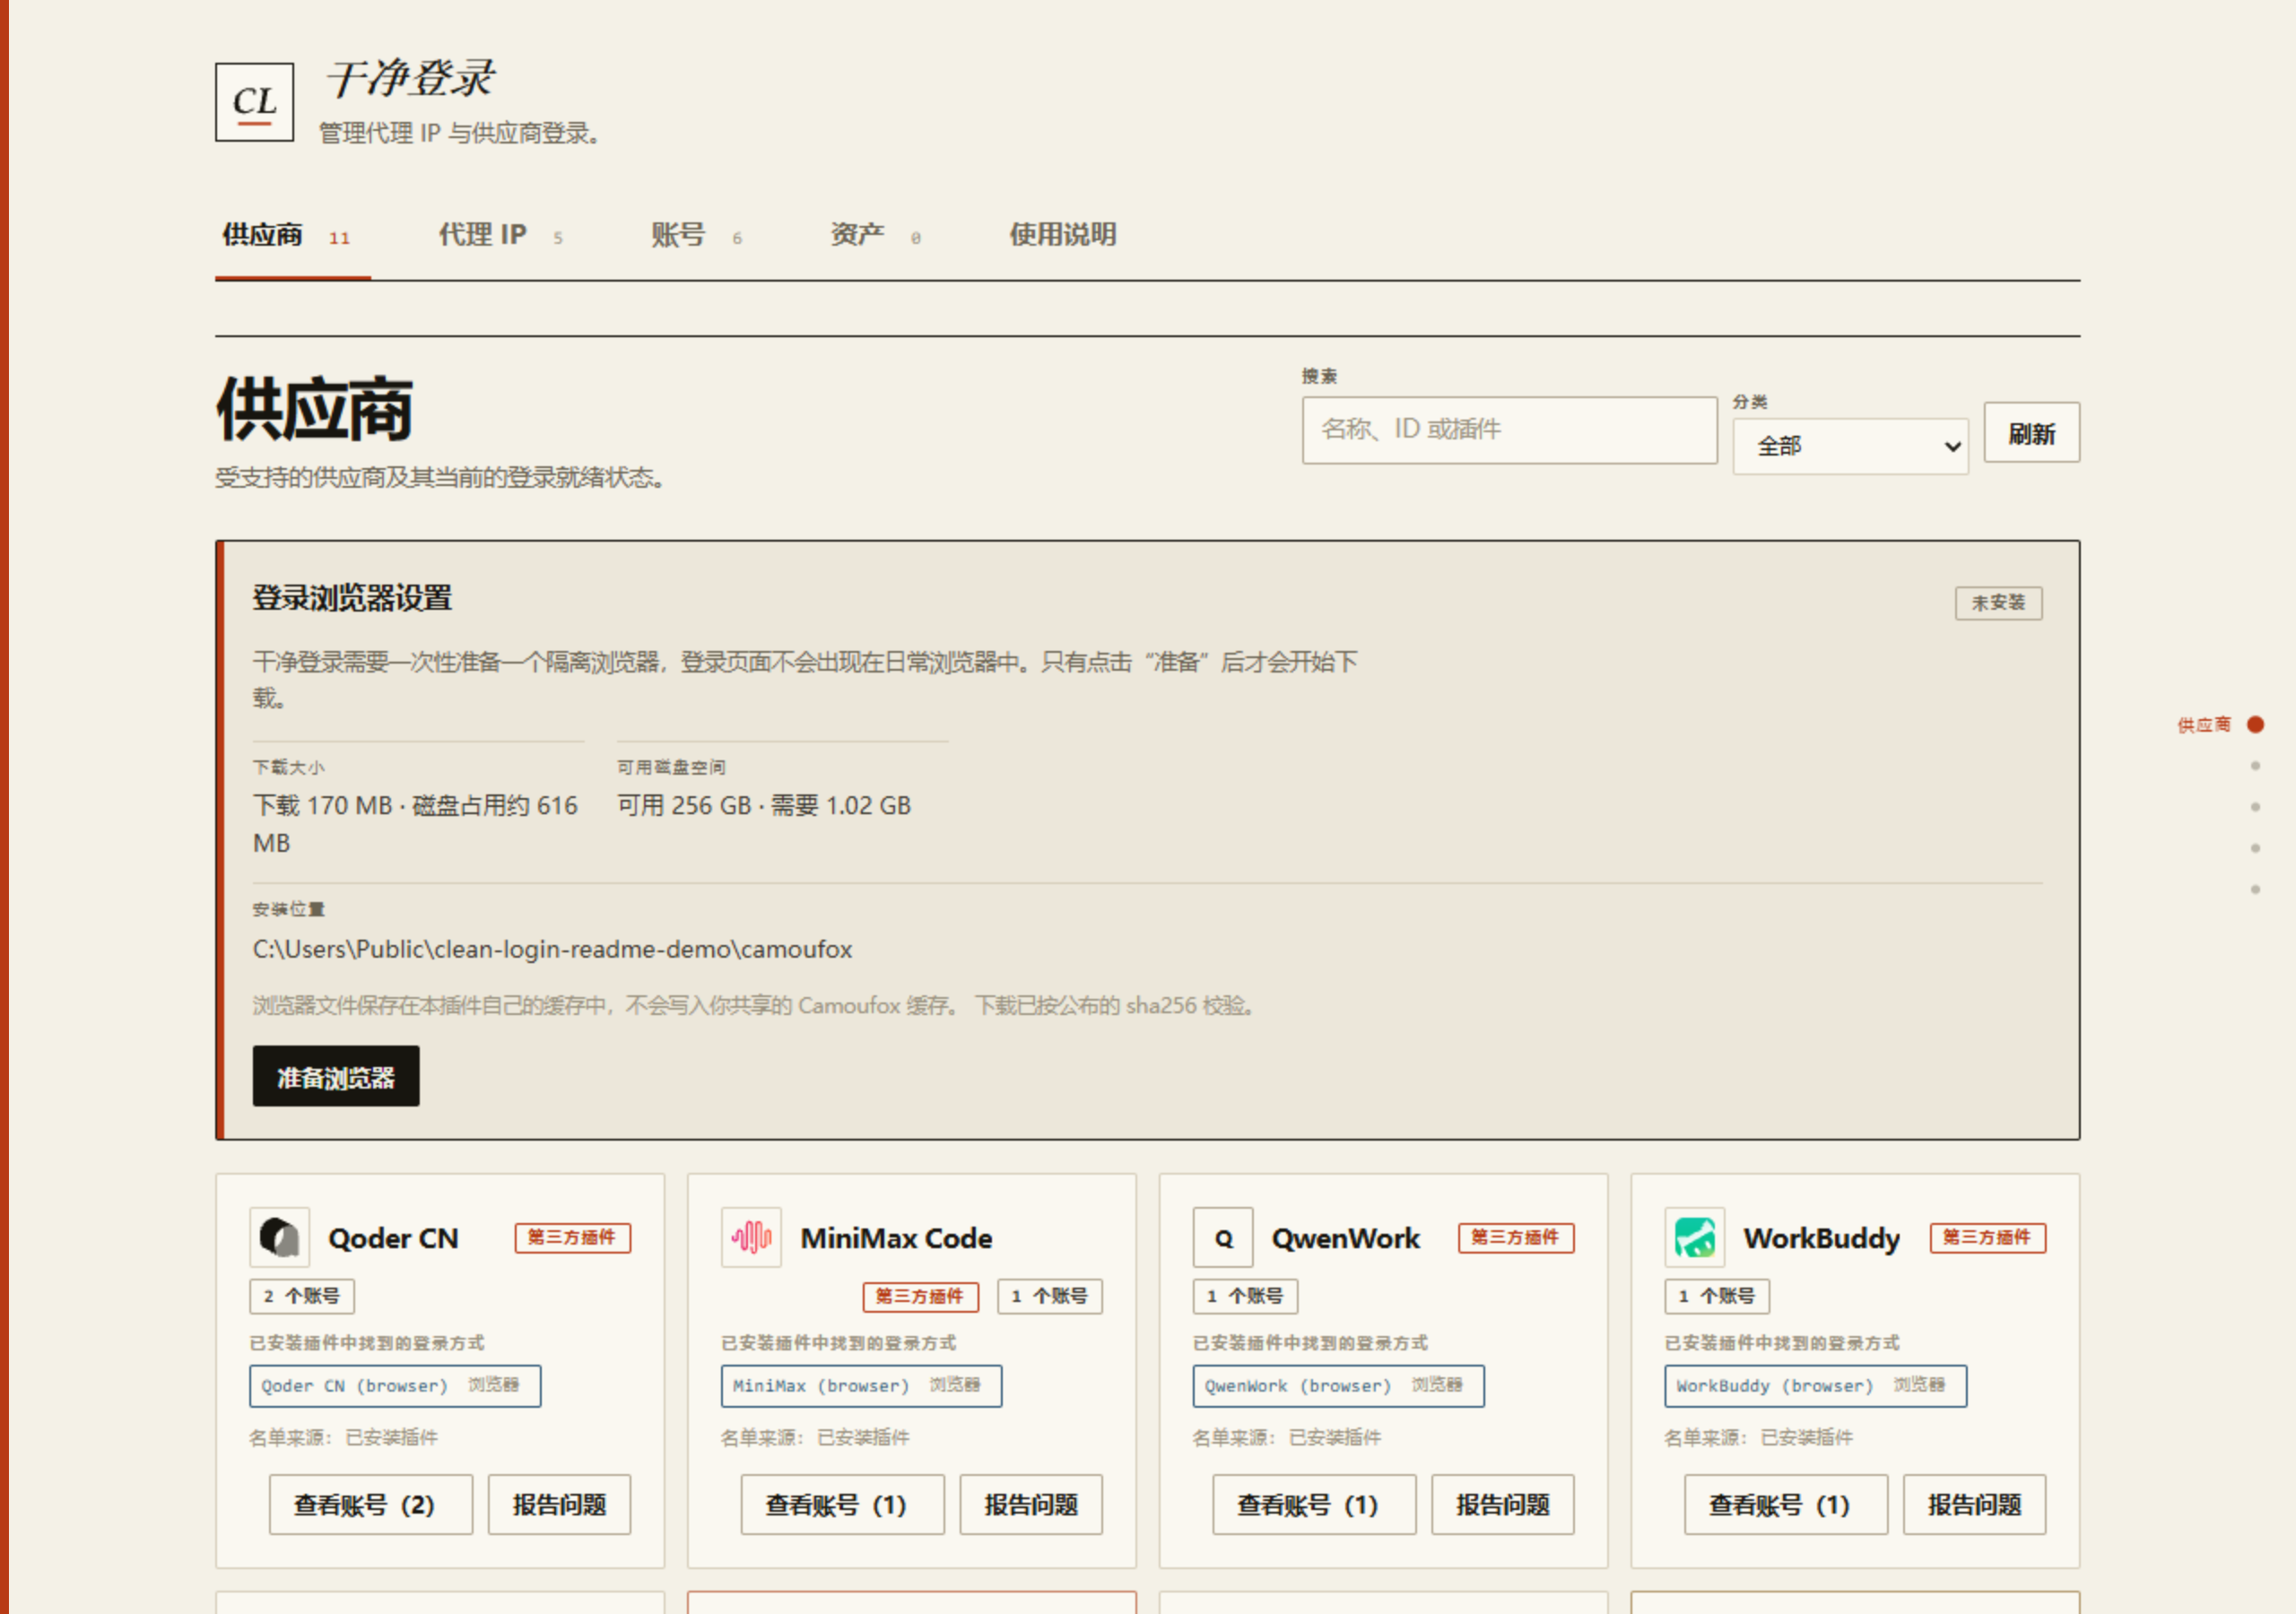 CL
干净登录
管理代理 IP 与供应商登录。
供应商 11 代理 IP 5 账号 6 资产 0 使用说明
供应商
受支持的供应商及其当前的登录就绪状态。
搜索
名称、ID 或插件
分类
全部
刷新
登录浏览器设置
未安装
干净登录需要一次性准备一个隔离浏览器，登录页面不会出现在日常浏览器中。只有点击“准备”后才会开始下
载。
下载大小
下载 170 MB · 磁盘占用约 616
MB
可用磁盘空间
可用 256 GB · 需要 1.02 GB
安装位置
C:\Users\Public\clean-login-readme-demo\camoufox
浏览器文件保存在本插件自己的缓存中，不会写入你共享的 Camoufox 缓存。 下载已按公布的 sha256 校验。
准备浏览器
供应商
Qoder CN 第三方插件
2 个账号
已安装插件中找到的登录方式
Qoder CN (browser) 浏览器
名单来源：已安装插件
查看账号（2） 报告问题
MiniMax Code
第三方插件 1 个账号
已安装插件中找到的登录方式
MiniMax (browser) 浏览器
名单来源：已安装插件
查看账号（1） 报告问题
Q QwenWork 第三方插件
1 个账号
已安装插件中找到的登录方式
QwenWork (browser) 浏览器
名单来源：已安装插件
查看账号（1） 报告问题
WorkBuddy 第三方插件
1 个账号
已安装插件中找到的登录方式
WorkBuddy (browser) 浏览器
名单来源：已安装插件
查看账号（1） 报告问题